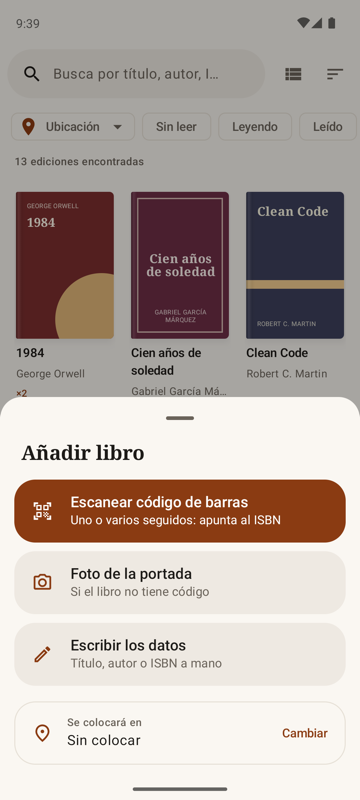 9:39
Busca por título, autor, I…
Ubicación
Sin leer
Leyendo
Leído
13 ediciones encontradas
GEORGE ORWELL
1984
Cien años
de soledad
GABRIEL GARCÍA
MÁRQUEZ
Clean Code
ROBERT C. MARTIN
1984
George Orwell
×2
Cien años de
soledad
Gabriel García Má…
Clean Code
Robert C. Martin
Añadir libro
Escanear código de barras
Uno o varios seguidos: apunta al ISBN
Foto de la portada
Si el libro no tiene código
Escribir los datos
Título, autor o ISBN a mano
Se colocará en
Sin colocar
Cambiar